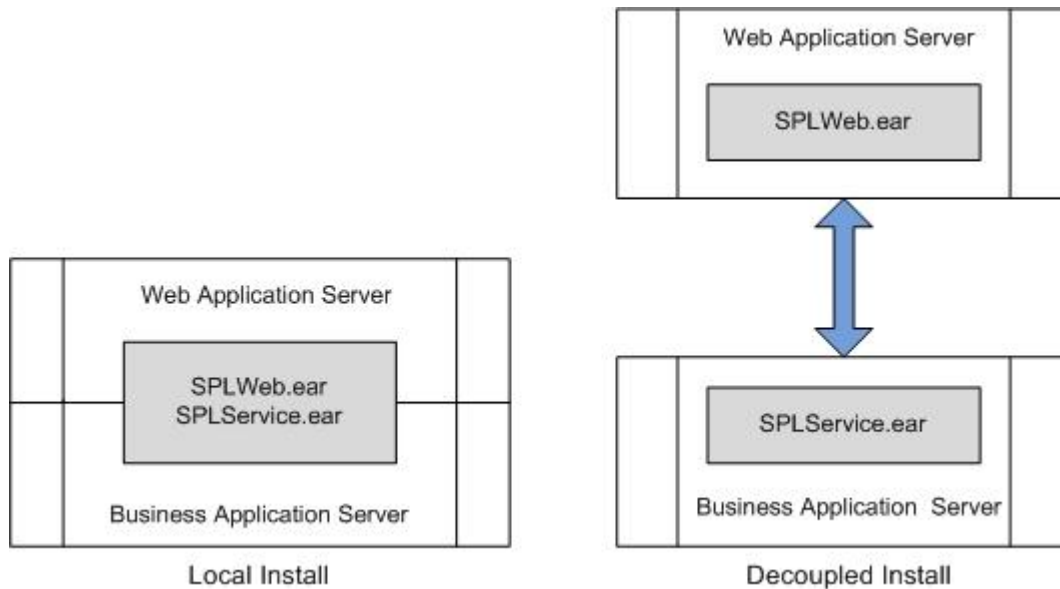 Web Application Server
SPLWeb.ear
SPLService.ear
Business Application Server
Local Install
Web Application Server
SPLWeb.ear
SPLService.ear
Business Application Server
Decoupled Install